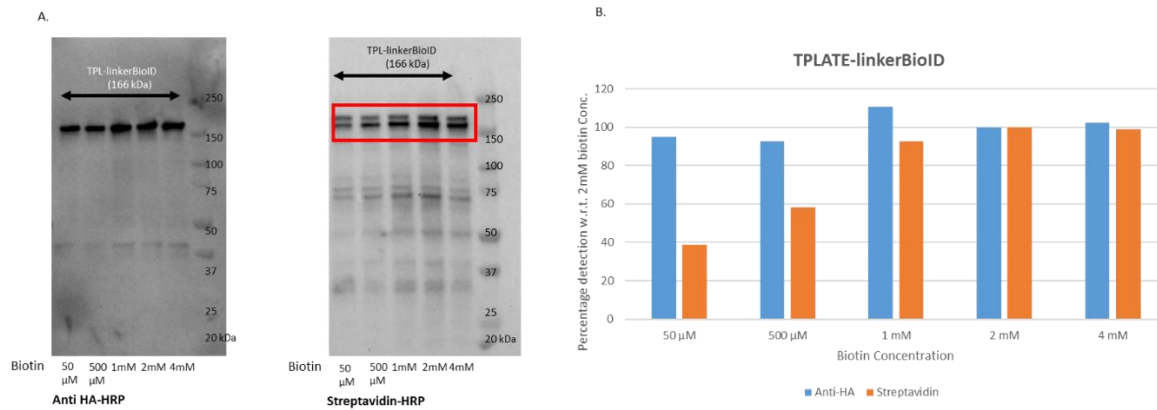 A.
TPL-linkerBioID
(166 kDa)
250
150
100
75
50
37
25
20 kDa
Biotin 50 µM 500 µM 1mM 2mM 4mM
Anti HA-HRP
TPL-linkerBioID
(166 kDa)
250
150
100
75
50
37
25
20 kDa
Biotin 50 µM 500 µM 1mM 2mM 4mM
Streptavidin-HRP
B.
TPLATE-linkerBioID
Percentage detection w.r.t. 2mM biotin Conc.
120
100
80
60
40
20
0
50 µM 500 µM 1 mM 2 mM 4 mM
Biotin Concentration
Anti-HA Streptavidin